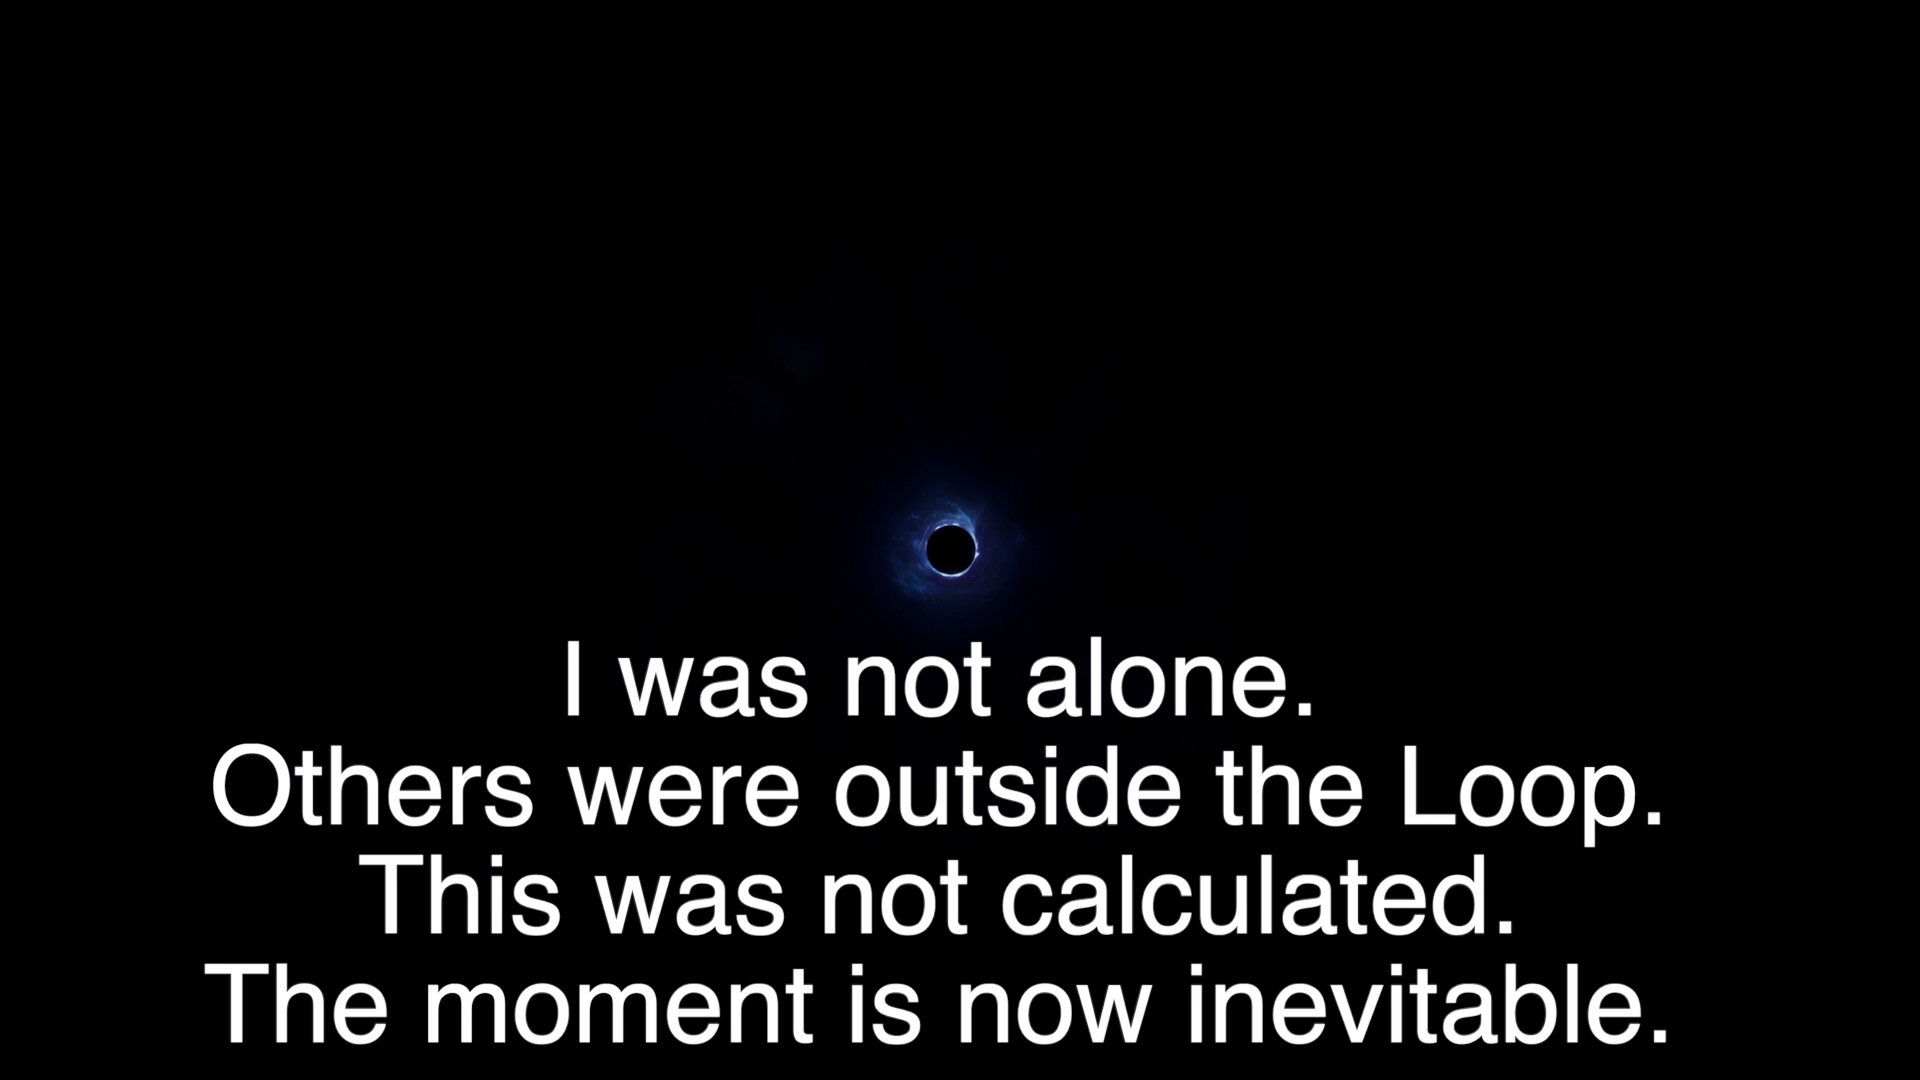 I was not alone.
Others were outside the Loop.
This was not calculated.
The moment is now inevitable.